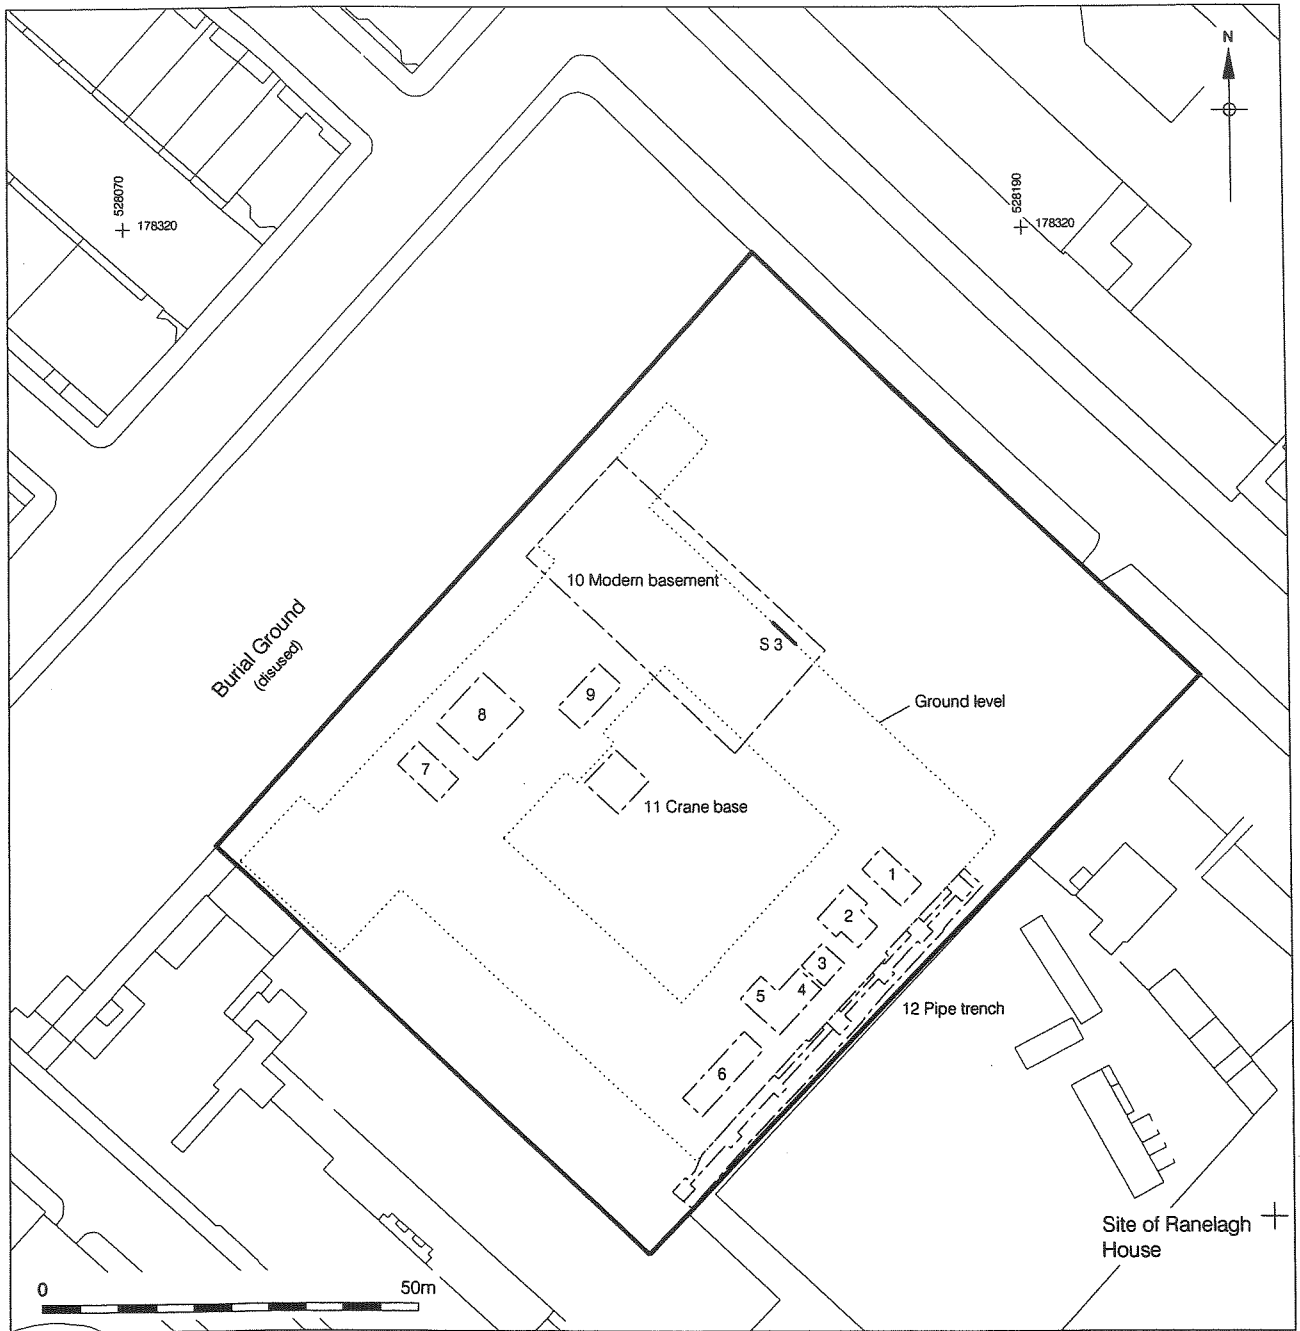 N
528070
178320
528190
178320
10 Modern basement
S 3
Burial Ground
(disused)
Ground level
9
8
7
11 Crane base
1
2
3
4
5
12 Pipe trench
6
Site of Ranelagh
House
0
50m